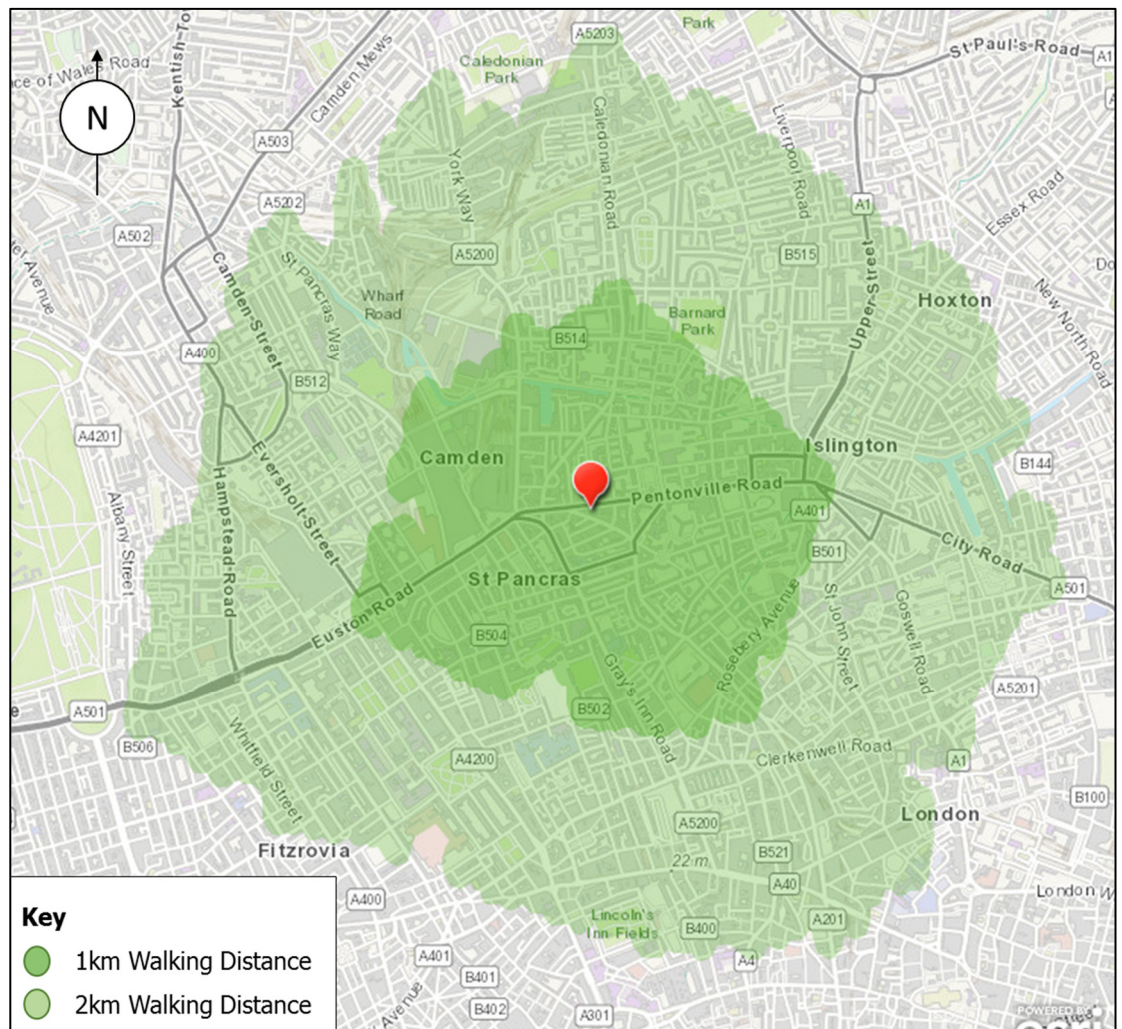 A5203
Park
St Paul's Road
A1
ce of Wales Road
Kentish
Caledonian
Park
Camden Mews
N
A503
Caledonian Road
Liverpool Road
York Way
Essex Road
A5202
A1
A502
A5200
B515
Camden-Street
St Pancras Way
Wharf
Road
Upper-Street
Hoxton
New North Road
Barnard
Park
B514
A400
B512
A4201
Camden
Islington
B144
Eversholt-Street
Hampstead-Road
Albany Street
Pentonville Road
A401
City-Road
B501
St Pancras
A501
Euston-Road
B504
Rosebery Avenue
St John Street
Goswell Road
Gray's Inn Road
A5201
B502
A501
B506
Whitfield Street
A4200
Clerkenwell Road
A1
B100
London
A5200
Fitzrovia
22 m
B521
A40
London W
A400
Lincoln's
Inn Fields
B400
A201
Key
A401
A4
1km Walking Distance
B401
2km Walking Distance
B402
A301
Avenue
POWERED BY